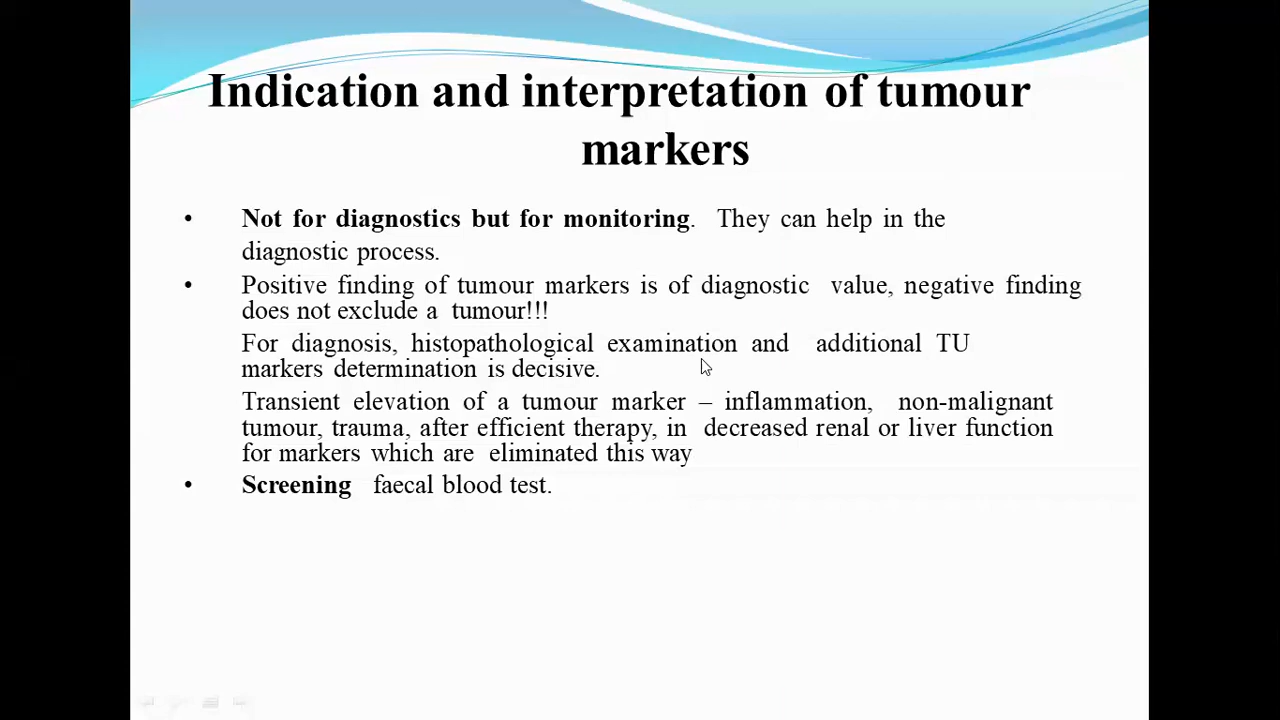 Indication and interpretation of tumour
markers
• Not for diagnostics but for monitoring. They can help in the
diagnostic process.
• Positive finding of tumour markers is of diagnostic value, negative finding
does not exclude a tumour!!!
For diagnosis, histopathological examination and additional TU
markers determination is decisive.
Transient elevation of a tumour marker – inflammation, non-malignant
tumour, trauma, after efficient therapy, in decreased renal or liver function
for markers which are eliminated this way
• Screening faecal blood test.